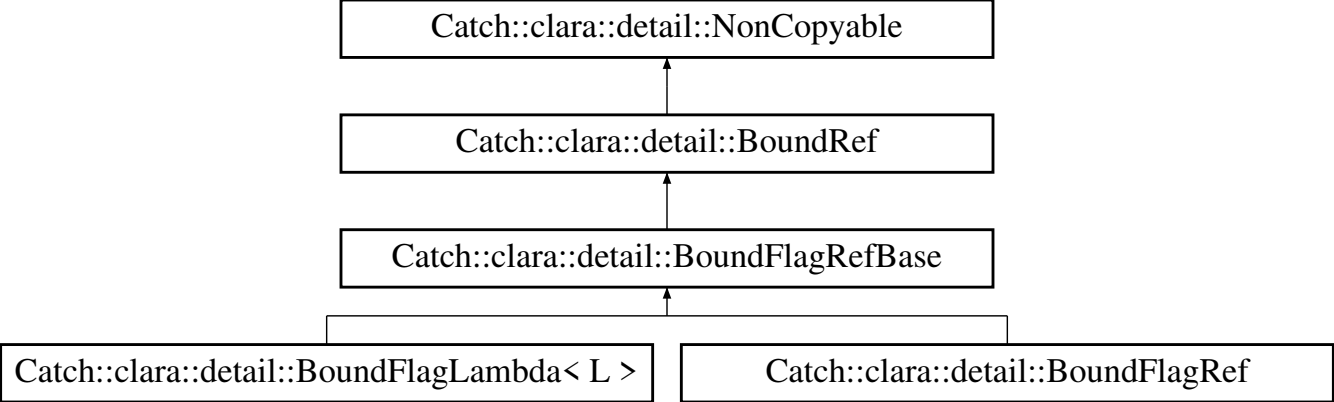 Catch::clara::detail::NonCopyable
Catch::clara::detail::BoundRef
Catch::clara::detail::BoundFlagRefBase
Catch::clara::detail::BoundFlagLambda< L >
Catch::clara::detail::BoundFlagRef